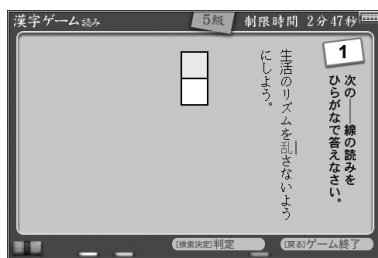 漢字ゲーム読み
5級
制限時間 2分47秒
1
次の――線の読みを
ひらがなで答えなさい。
生活のリズムを乱さないよう
にしよう。
[検索決定]判定
[戻る]ゲーム終了